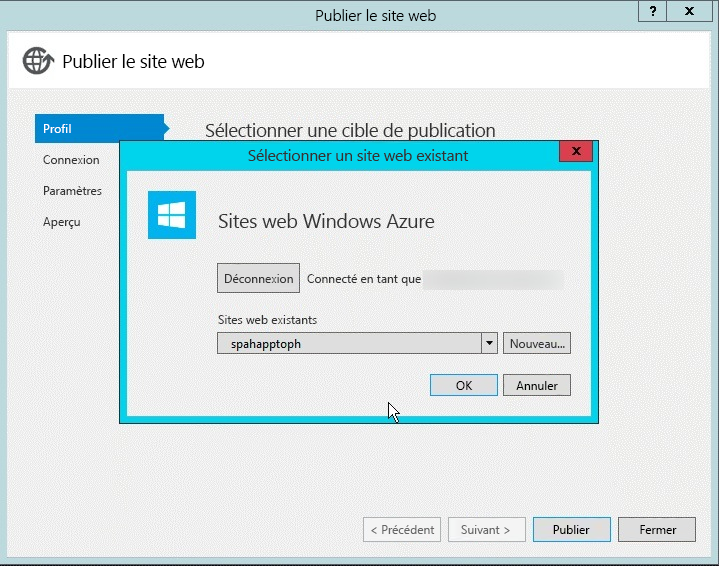 Publier le site web
?
x
Publier le site web
Profil
Connexion
Paramètres
Aperçu
Sélectionner une cible de publication
Sélectionner un site web existant
x
Sites web Windows Azure
Déconnexion
Connecté en tant que
Sites web existants
spahapptoph
Nouveau...
OK
Annuler
< Précédent
Suivant >
Publier
Fermer